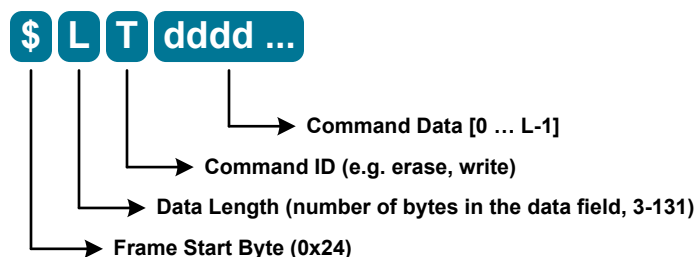 $ L T dddd ...
Command Data [0 … L-1]
Command ID (e.g. erase, write)
Data Length (number of bytes in the data field, 3-131)
Frame Start Byte (0x24)